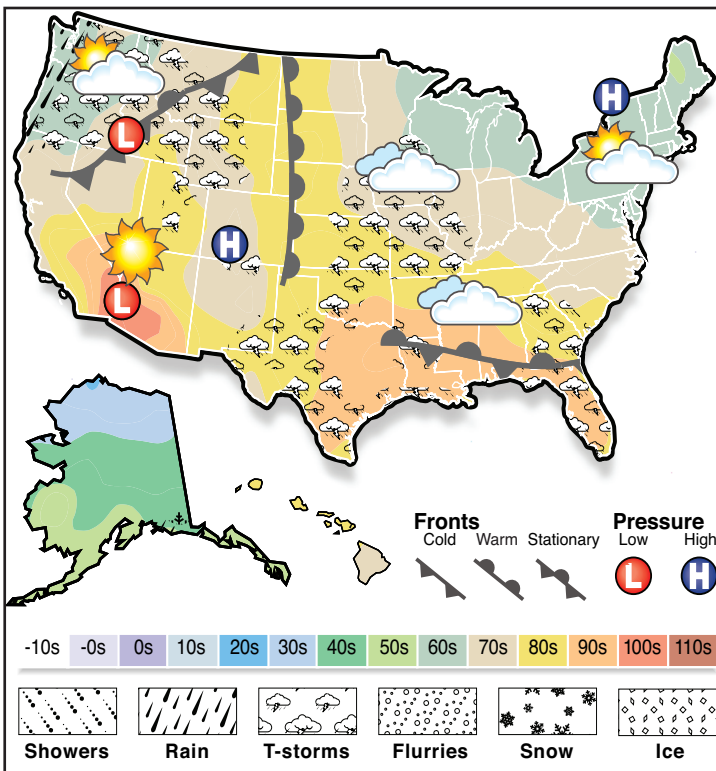 H
L
H
L
Fronts
Cold Warm Stationary
Pressure
Low High
L H
-10s -0s 0s 10s 20s 30s 40s 50s 60s 70s 80s 90s 100s 110s
Showers Rain T-storms Flurries Snow Ice